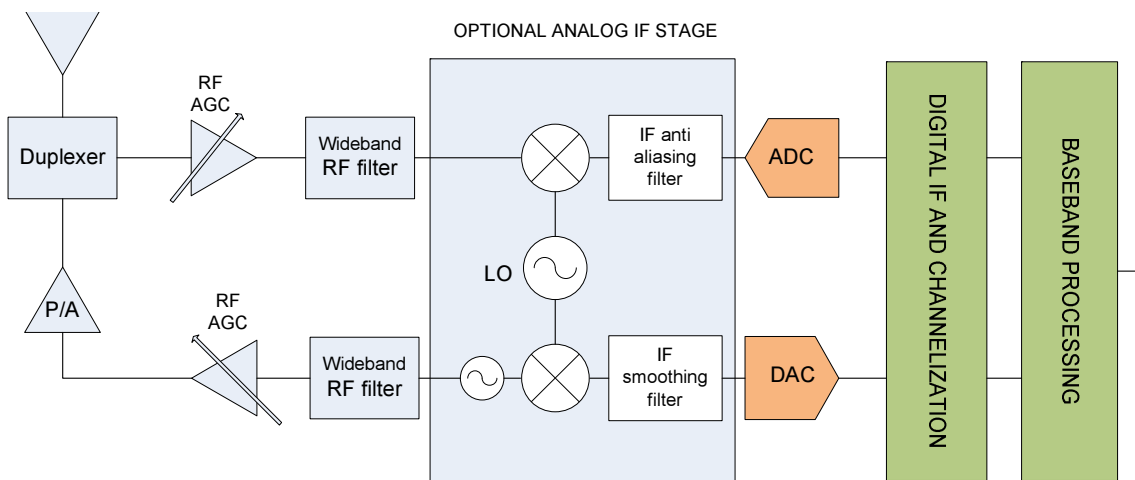 OPTIONAL ANALOG IF STAGE
RF
AGC
Duplexer
Wideband
RF filter
IF anti
aliasing
filter
ADC
LO
P/A
RF
AGC
Wideband
RF filter
IF
smoothing
filter
DAC
DIGITAL IF AND CHANNELIZATION
BASEBAND PROCESSING